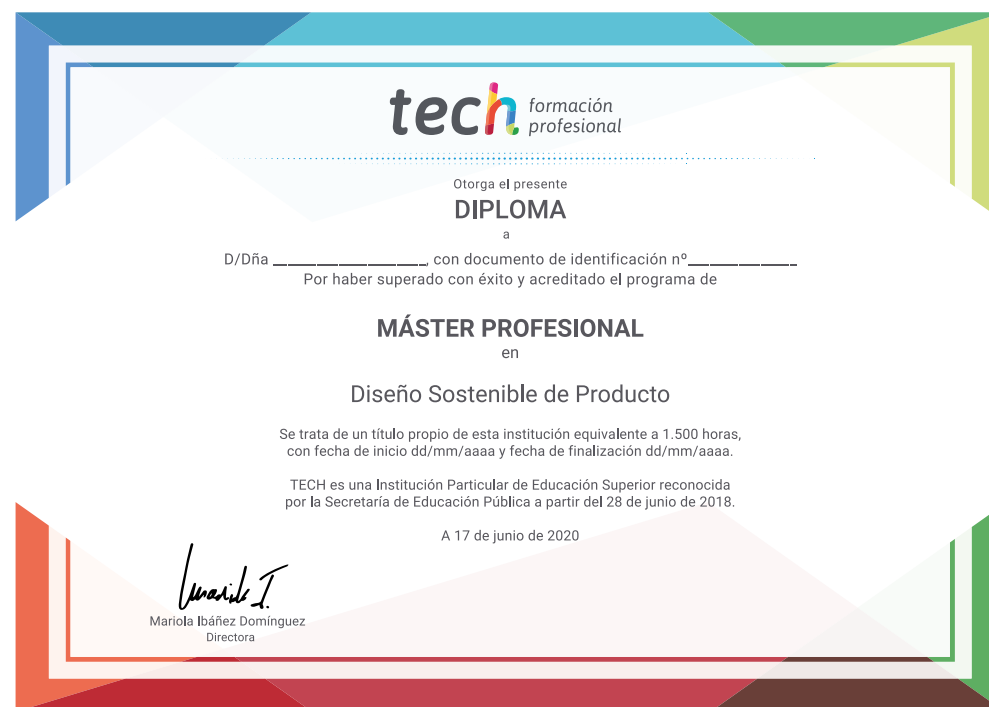 tech formación
profesional
Otorga el presente
DIPLOMA
a
D/Dña ____________________, con documento de identificación nº______________
Por haber superado con éxito y acreditado el programa de
MÁSTER PROFESIONAL
en
Diseño Sostenible de Producto
Se trata de un título propio de esta institución equivalente a 1.500 horas,
con fecha de inicio dd/mm/aaaa y fecha de finalización dd/mm/aaaa.
TECH es una Institución Particular de Educación Superior reconocida
por la Secretaría de Educación Pública a partir del 28 de junio de 2018.
A 17 de junio de 2020
Mariola Ibáñez Domínguez
Directora